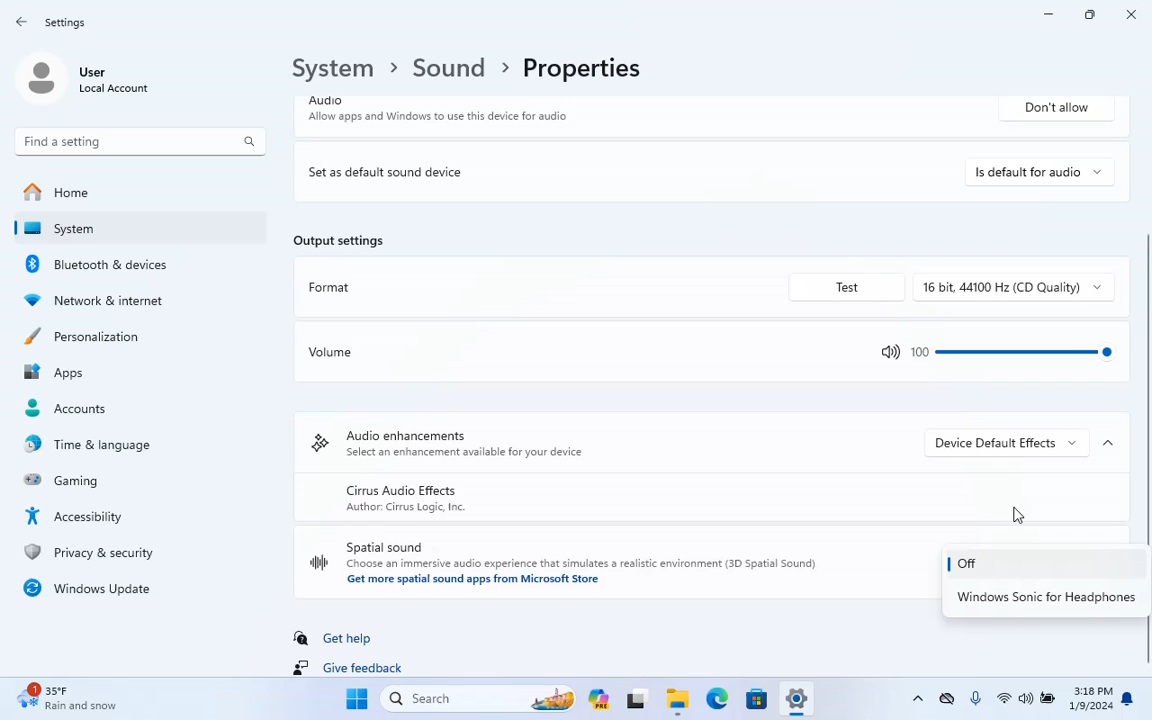 Settings
User
Local Account
Find a setting
Home
System
Bluetooth & devices
Network & internet
Personalization
Apps
Accounts
Time & language
Gaming
Accessibility
Privacy & security
Windows Update
System > Sound > Properties
Audio
Allow apps and Windows to use this device for audio
Don't allow
Set as default sound device
Is default for audio
Output settings
Format
Test
16 bit, 44100 Hz (CD Quality)
Volume
100
Audio enhancements
Select an enhancement available for your device
Device Default Effects
Cirrus Audio Effects
Author: Cirrus Logic, Inc.
Spatial sound
Choose an immersive audio experience that simulates a realistic environment (3D Spatial Sound)
Get more spatial sound apps from Microsoft Store
Off
Windows Sonic for Headphones
Get help
Give feedback
1
35°F
Rain and snow
Search
PRE
3:18 PM
1/9/2024